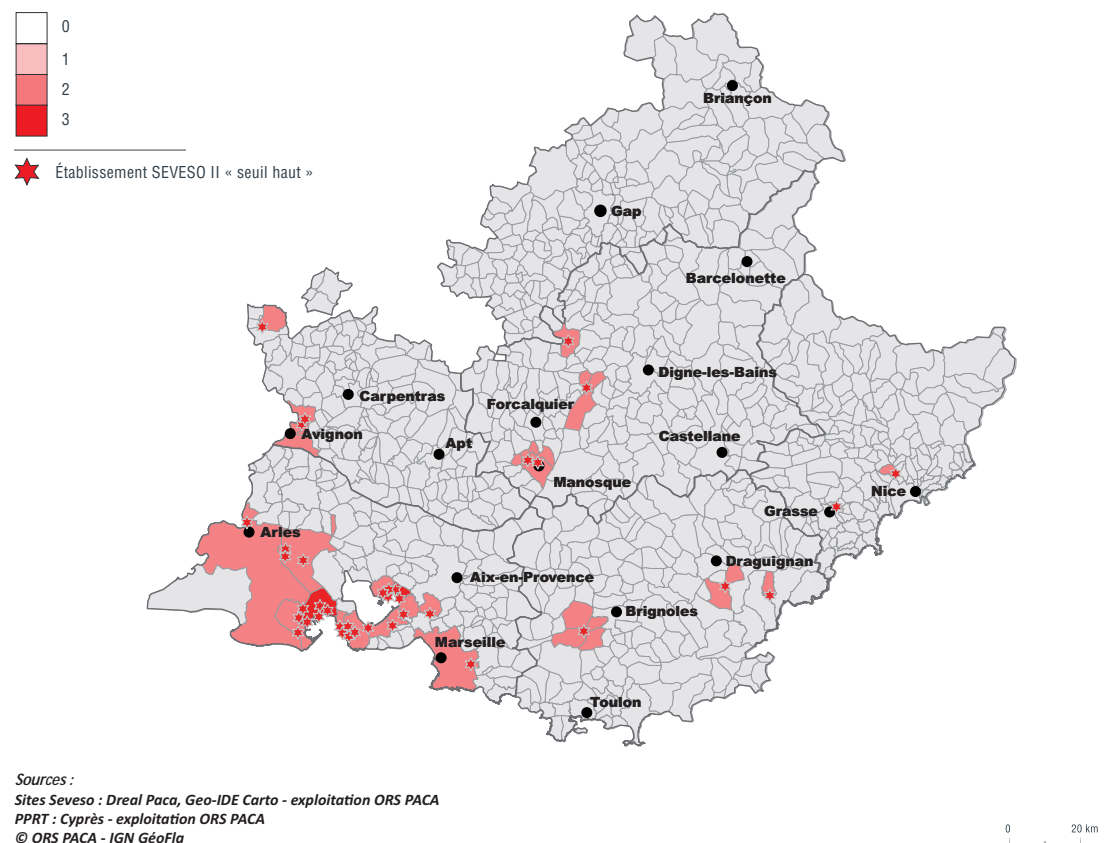 0
1
2
3
Établissement SEVESO II « seuil haut »
Briançon
Gap
Barcelonette
Digne-les-Bains
Carpentras
Forcalquier
Avignon
Apt
Castellane
Manosque
Nice
Grasse
Arles
Draguignan
Aix-en-Provence
Brignoles
Marseille
Toulon
Sources :
Sites Seveso : Dreal Paca, Geo-IDE Carto - exploitation ORS PACA
PPRT : Cyprès - exploitation ORS PACA
© ORS PACA - IGN GéoFla
0 20 km